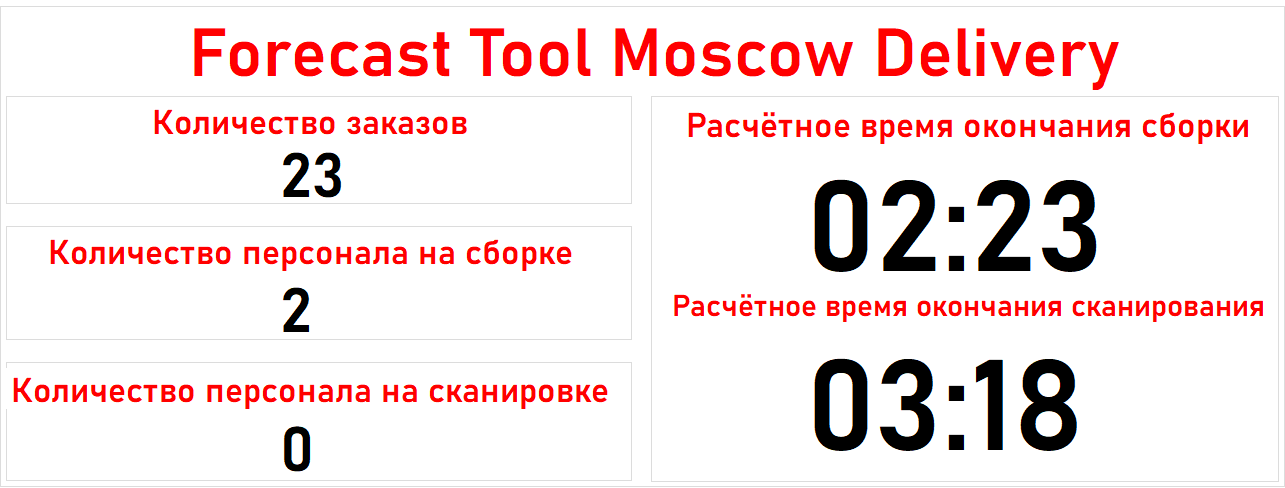 Forecast Tool Moscow Delivery
Количество заказов
23
Количество персонала на сборке
2
Количество персонала на сканировке
0
Расчётное время окончания сборки
02:23
Расчётное время окончания сканирования
03:18